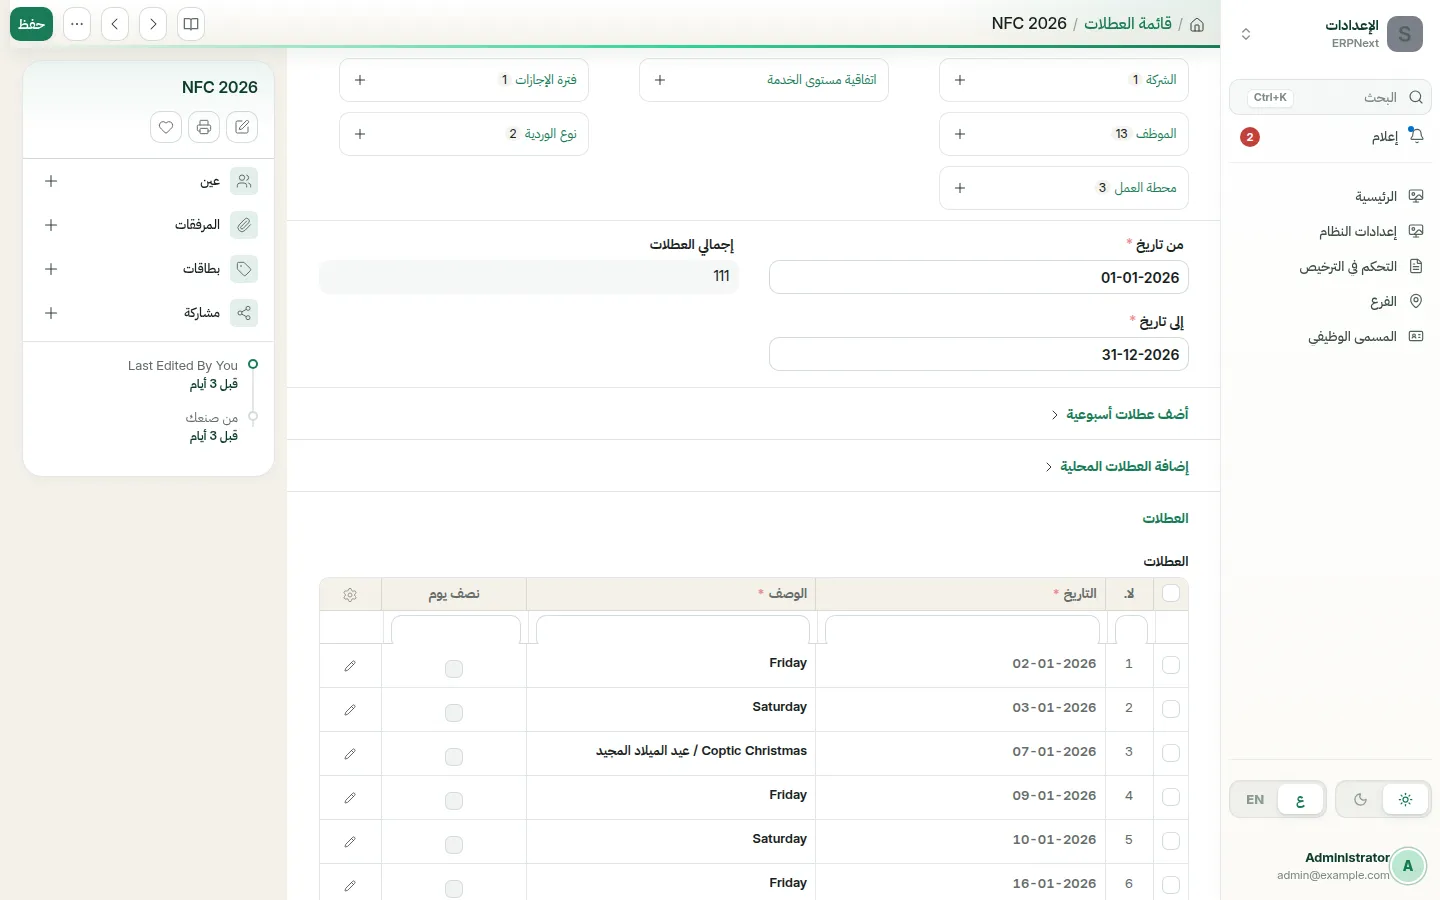 الإعدادات
ERPNext
S
البحث
Ctrl+K
إعلام
2
الرئيسية
إعدادات النظام
التحكم في الترخيص
الفرع
المسمى الوظيفي
EN
ع
Administrator
admin@example.com
A
قائمة العطلات / NFC 2026
حفظ
الشركة 1
اتفاقية مستوى الخدمة
فترة الإجازات 1
الموظف 13
نوع الوردية 2
محطة العمل 3
من تاريخ *
إجمالي العطلات
01-01-2026
111
إلى تاريخ *
31-12-2026
أضف عطلات أسبوعية
إضافة العطلات المحلية
العطلات
العطلات
لا. التاريخ * الوصف * نصف يوم
1 02-01-2026 Friday
2 03-01-2026 Saturday
3 07-01-2026 Coptic Christmas / عيد الميلاد المجيد
4 09-01-2026 Friday
5 10-01-2026 Saturday
6 16-01-2026 Friday
NFC 2026
عين
المرفقات
بطاقات
مشاركة
Last Edited By You
قبل 3 أيام
من صنعك
قبل 3 أيام